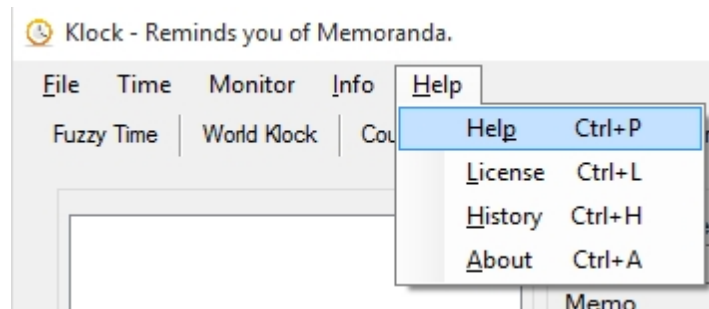 Klock - Reminds you of Memoranda.
File Time Monitor Info Help
Fuzzy Time World Klock
Help Ctrl+P
License Ctrl+L
History Ctrl+H
About Ctrl+A
Memo